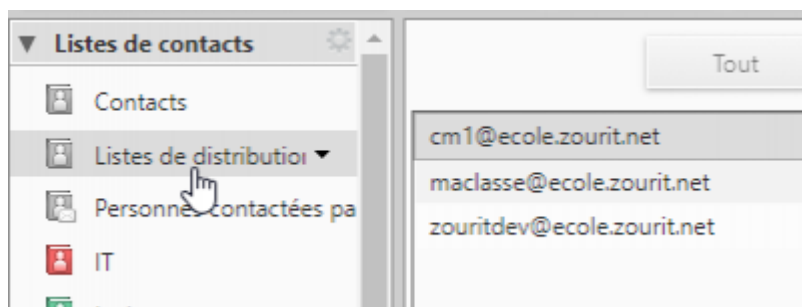 Listes de contacts
Contacts
Listes de distribution
Personnes contactées pa
IT
Tout
cm1@ecole.zourit.net
maclasse@ecole.zourit.net
zouritdev@ecole.zourit.net